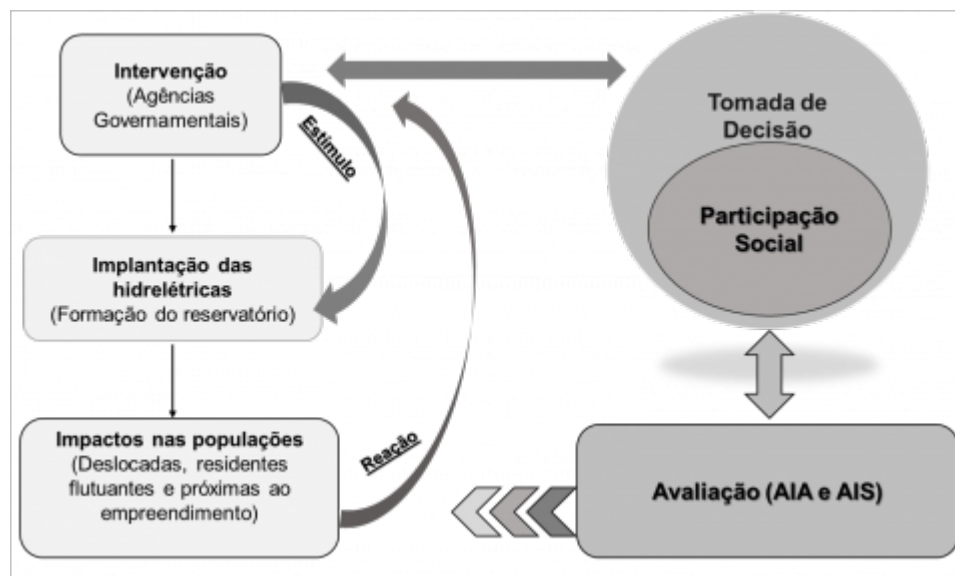 Intervenção
(Agências
Governamentais)
Estímulo
Implantação das
hidrelétricas
(Formação do reservatório)
Impactos nas populações
(Deslocadas, residentes
flutuantes e próximas ao
empreendimento)
Reação
Tomada de
Decisão
Participação
Social
Avaliação (AIA e AIS)